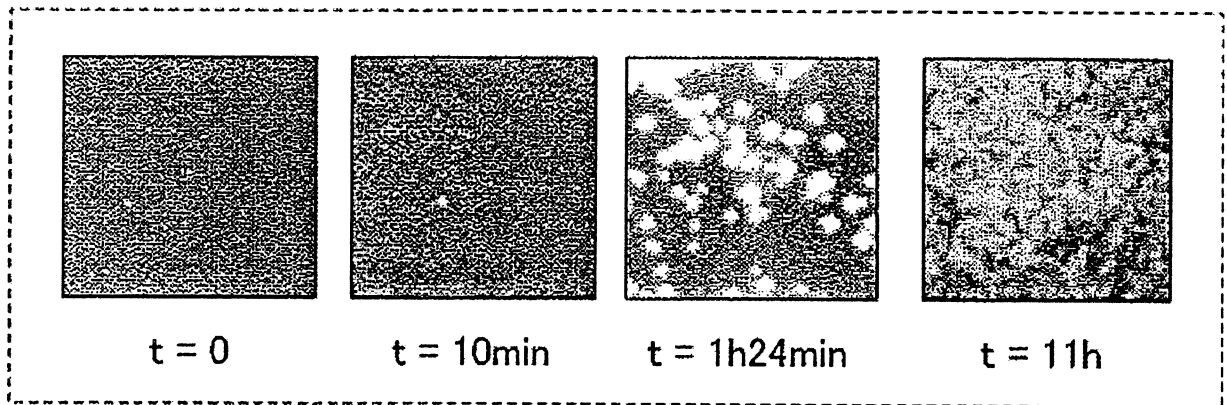 t = 0
t = 10min
t = 1h24min
t = 11h